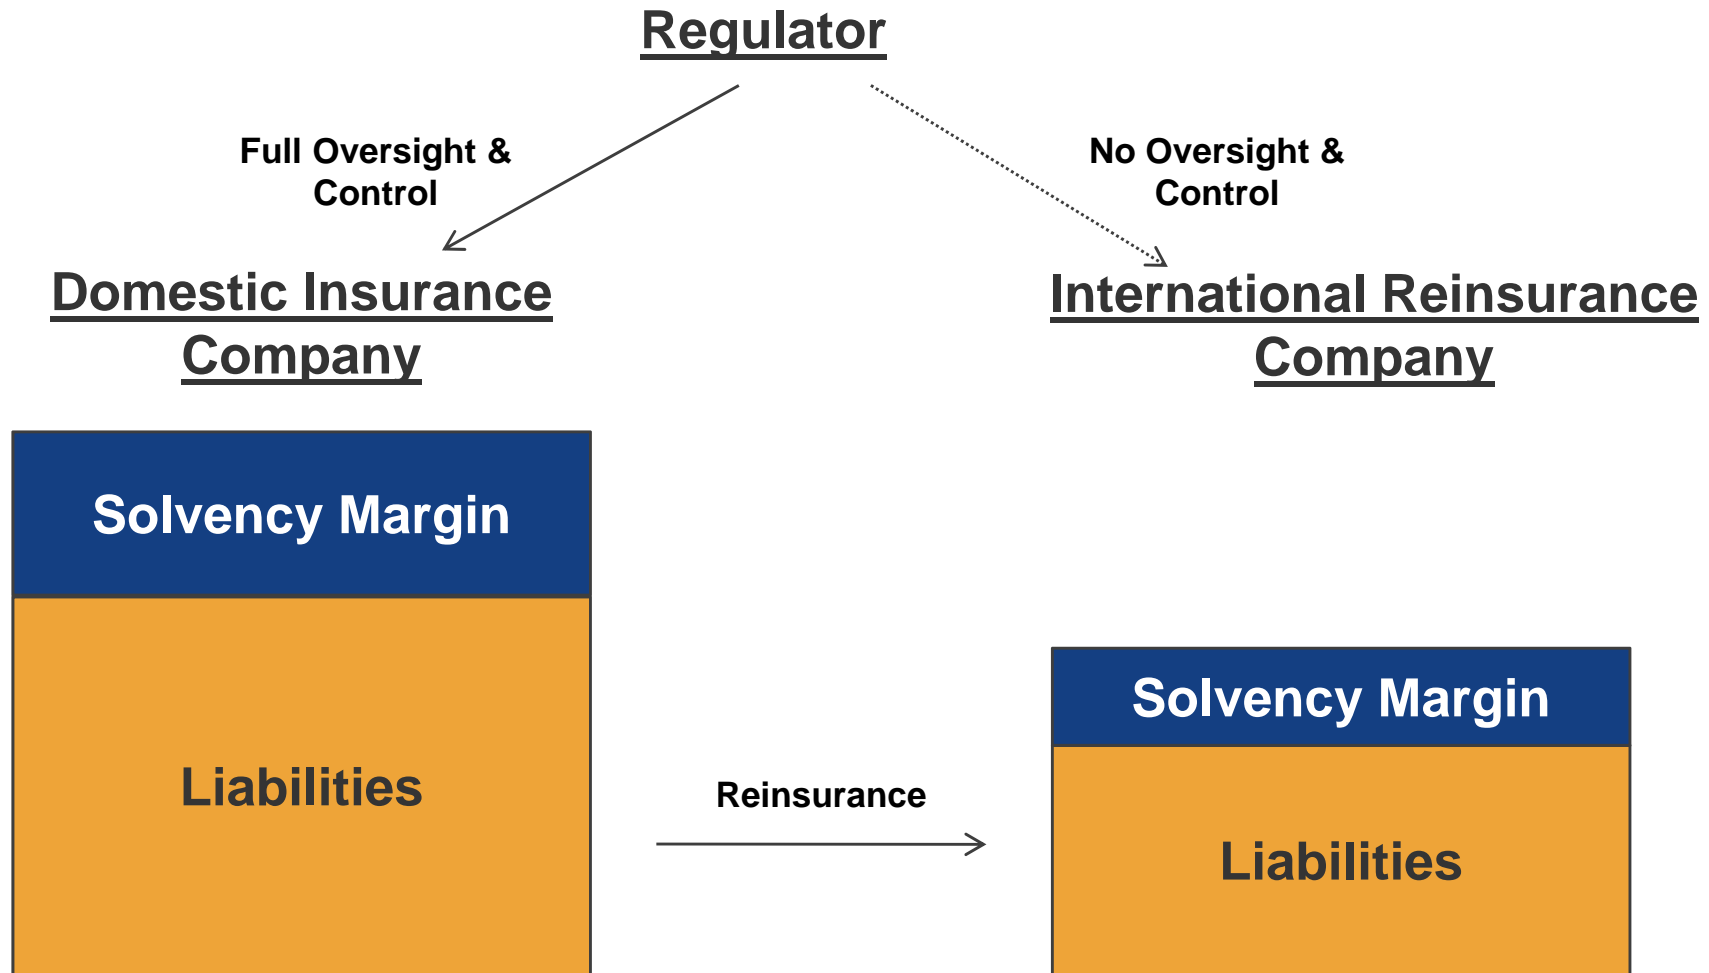 Regulator
Full Oversight &
Control
No Oversight &
Control
Domestic Insurance
Company
International Reinsurance
Company
Solvency Margin
Liabilities
Reinsurance
Solvency Margin
Liabilities